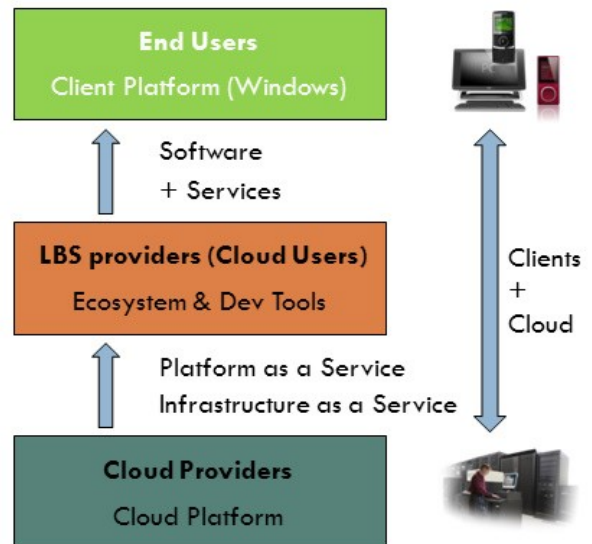 End Users
Client Platform (Windows)
Software
+ Services
LBS providers (Cloud Users)
Ecosystem & Dev Tools
Clients
+
Cloud
Platform as a Service
Infrastructure as a Service
Cloud Providers
Cloud Platform